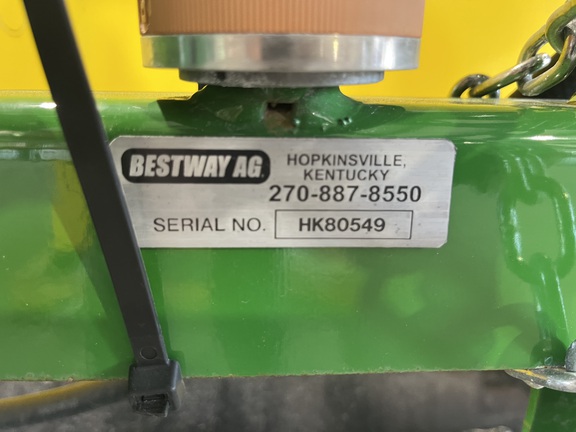 BESTWAY AG
HOPKINSVILLE,
KENTUCKY
270-887-8550
SERIAL NO. HK80549